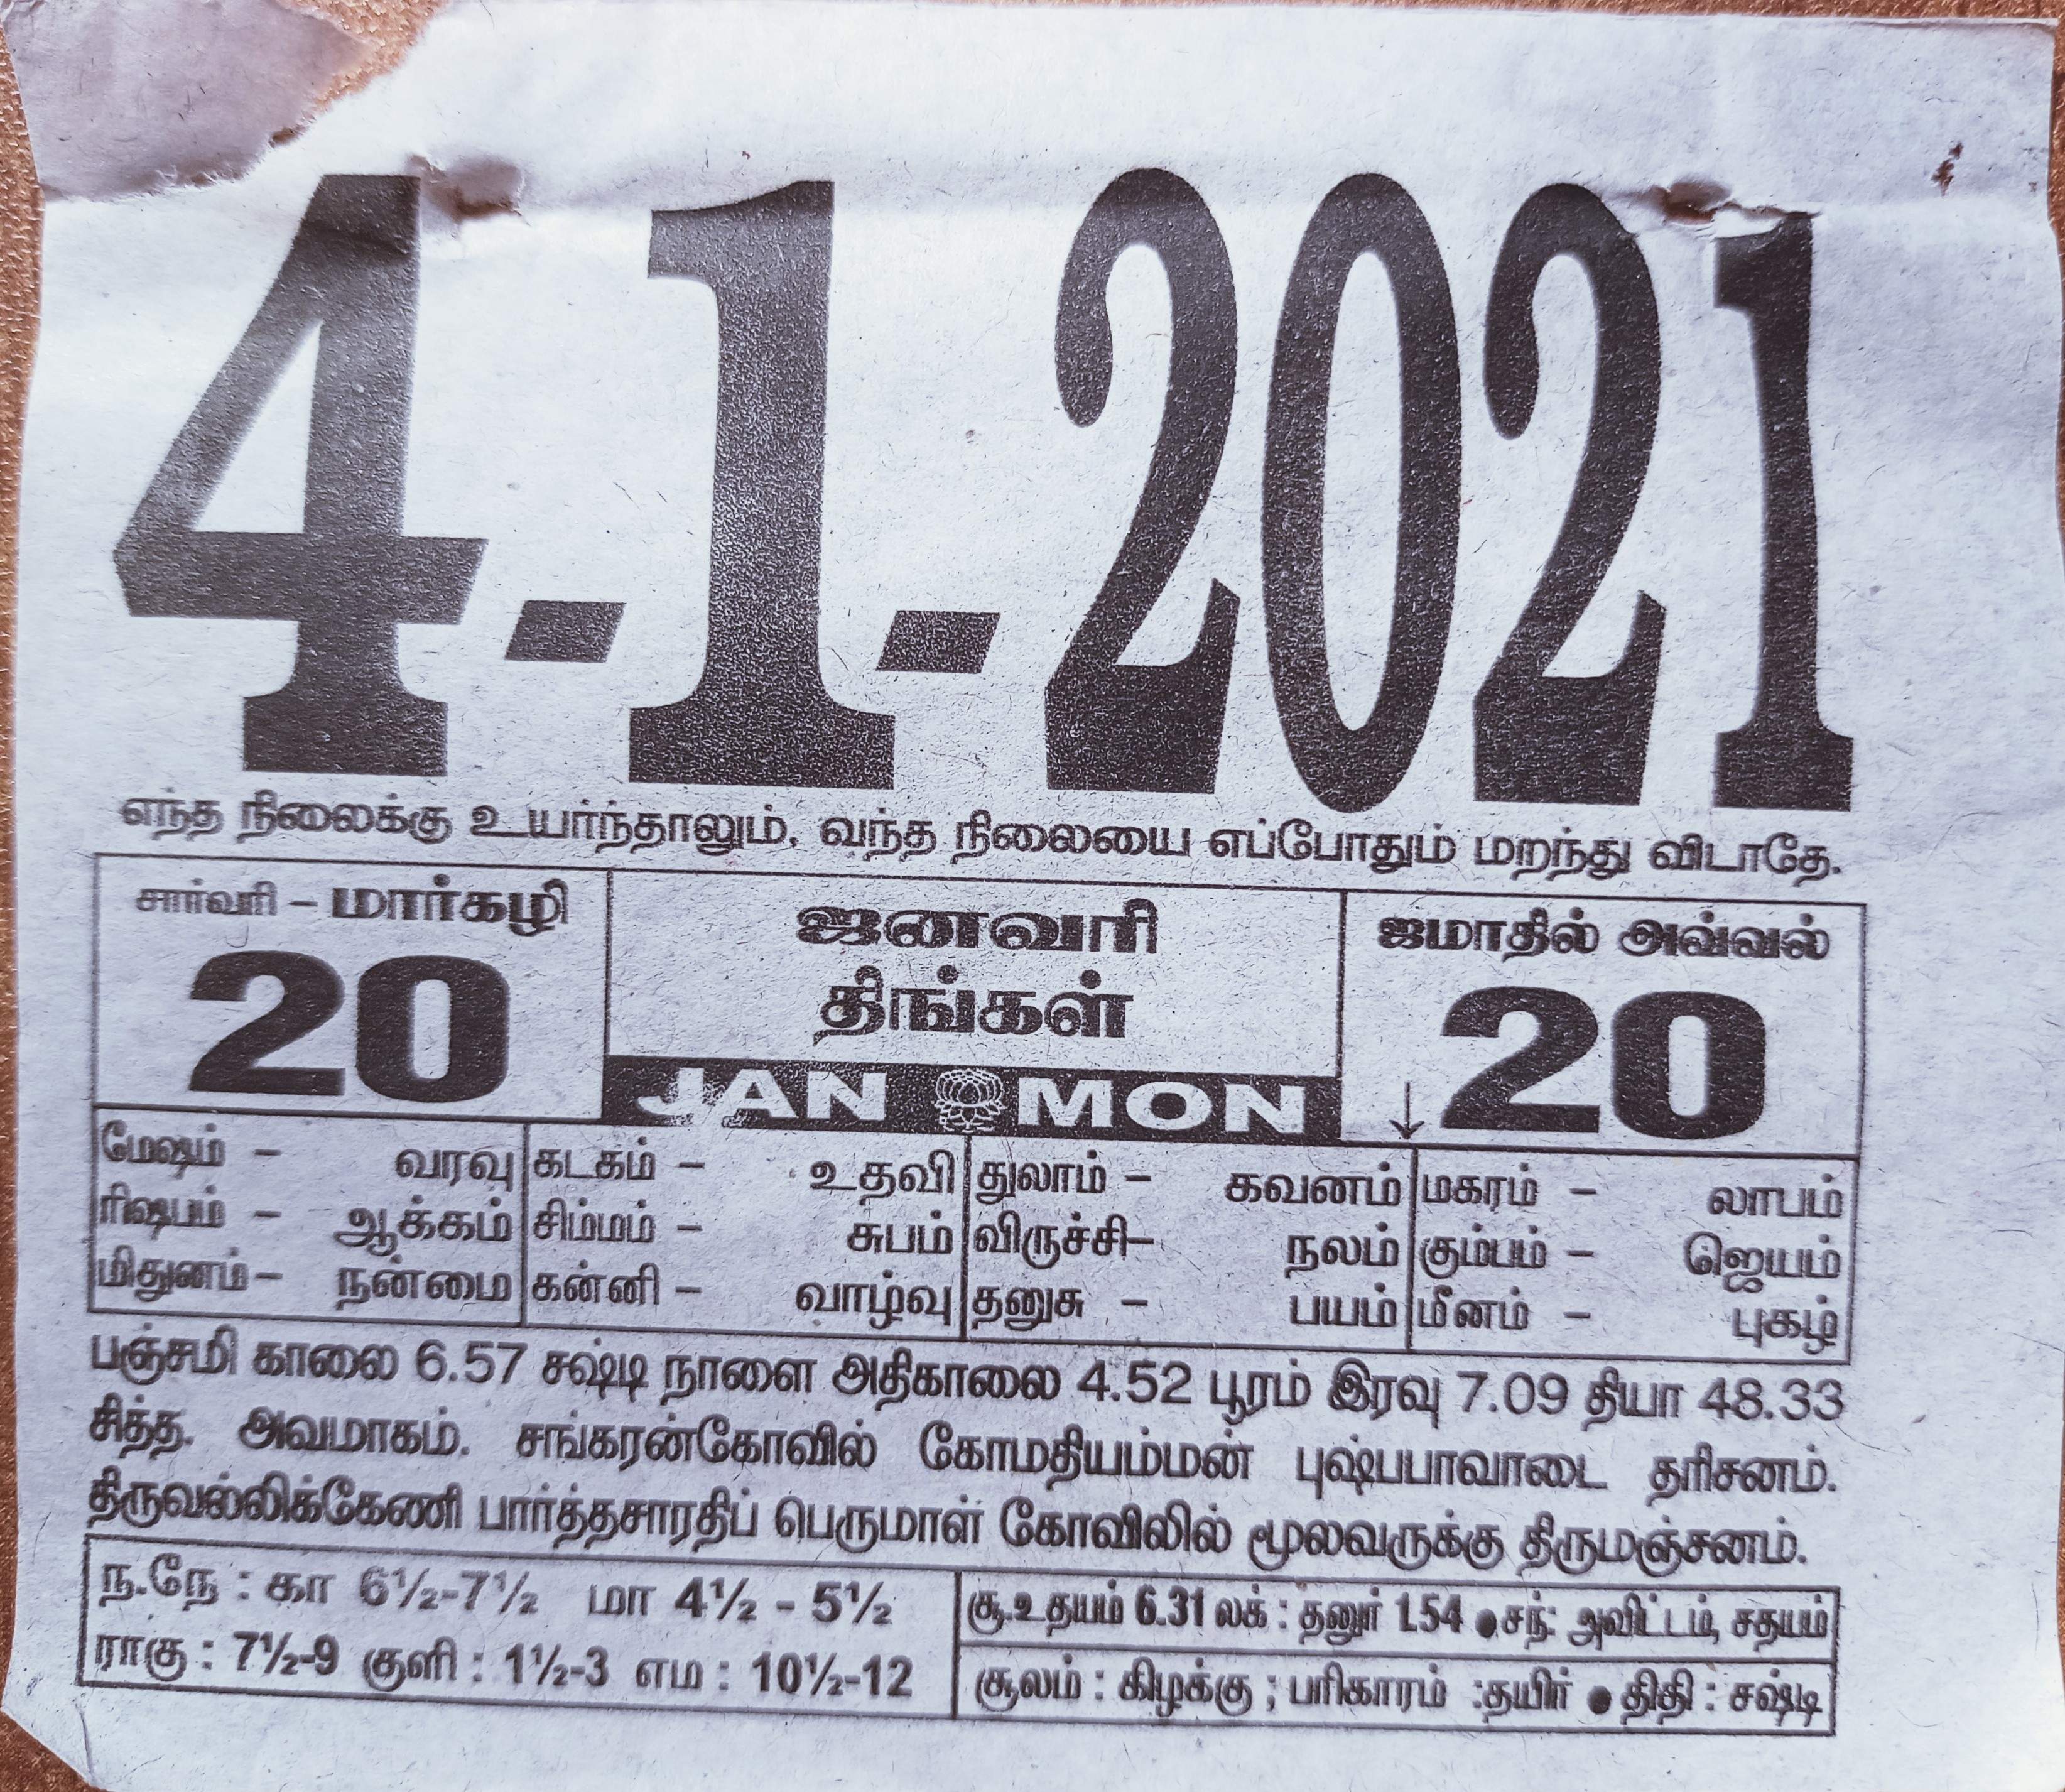 4-1-2021
எந்த நிலைக்கு உயர்ந்தாலும், வந்த நிலையை எப்போதும் மறந்து விடாதே.
சார்வரி – மார்கழி
20
ஜனவரி
திங்கள்
JAN MON
ஜமாதில் அவ்வல்
↓20
மேஷம் – வரவு
ரிஷபம் – ஆக்கம்
மிதுனம் – நன்மை
கடகம் – உதவி
சிம்மம் – சுபம்
கன்னி – வாழ்வு
துலாம் – கவனம்
விருச்சி– நலம்
தனுசு – பயம்
மகரம் – லாபம்
கும்பம் – ஜெயம்
மீனம் – புகழ்
பஞ்சமி காலை 6.57 சஷ்டி நாளை அதிகாலை 4.52 பூரம் இரவு 7.09 தியா 48.33
சித்த. அவமாகம். சங்கரன்கோவில் கோமதியம்மன் புஷ்பபாவாடை தரிசனம்.
திருவல்லிக்கேணி பார்த்தசாரதிப் பெருமாள் கோவிலில் மூலவருக்கு திருமஞ்சனம்.
ந.நே : கா 6½-7½ மா 4½ - 5½
ராகு : 7½-9 குளி : 1½-3 எம : 10½-12
சூ.உதயம் 6.31 லக் : தனுர் 1.54 ● சந்: அவிட்டம், சதயம்
சூலம் : கிழக்கு ; பரிகாரம் :தயிர் ● திதி : சஷ்டி